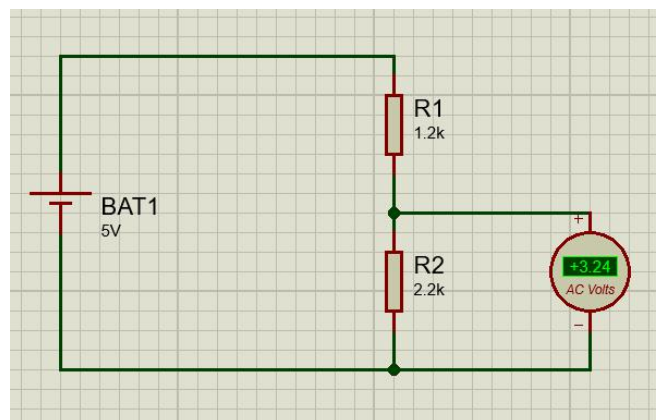 R1
1.2k
BAT1
5V
+
+3.24
AC Volts
−
R2
2.2k